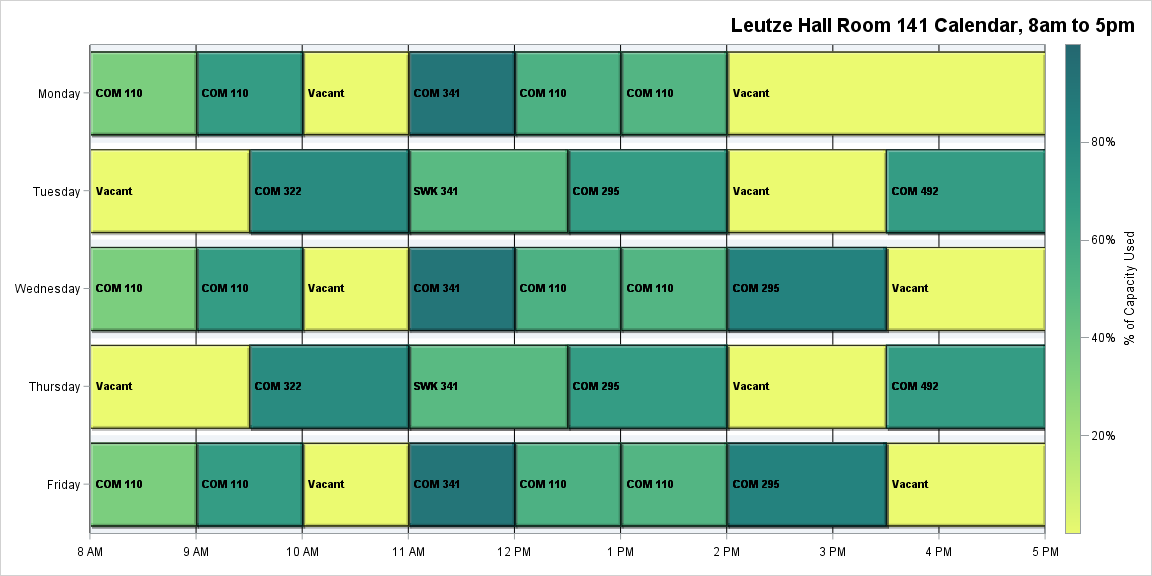 Leutze Hall Room 141 Calendar, 8am to 5pm
Monday
COM 110
COM 110
Vacant
COM 341
COM 110
COM 110
Vacant
Tuesday
Vacant
COM 322
SWK 341
COM 295
Vacant
COM 492
Wednesday
COM 110
COM 110
Vacant
COM 341
COM 110
COM 110
COM 295
Vacant
Thursday
Vacant
COM 322
SWK 341
COM 295
Vacant
COM 492
Friday
COM 110
COM 110
Vacant
COM 341
COM 110
COM 110
COM 295
Vacant
8 AM
9 AM
10 AM
11 AM
12 PM
1 PM
2 PM
3 PM
4 PM
5 PM
80%
60%
40%
20%
% of Capacity Used